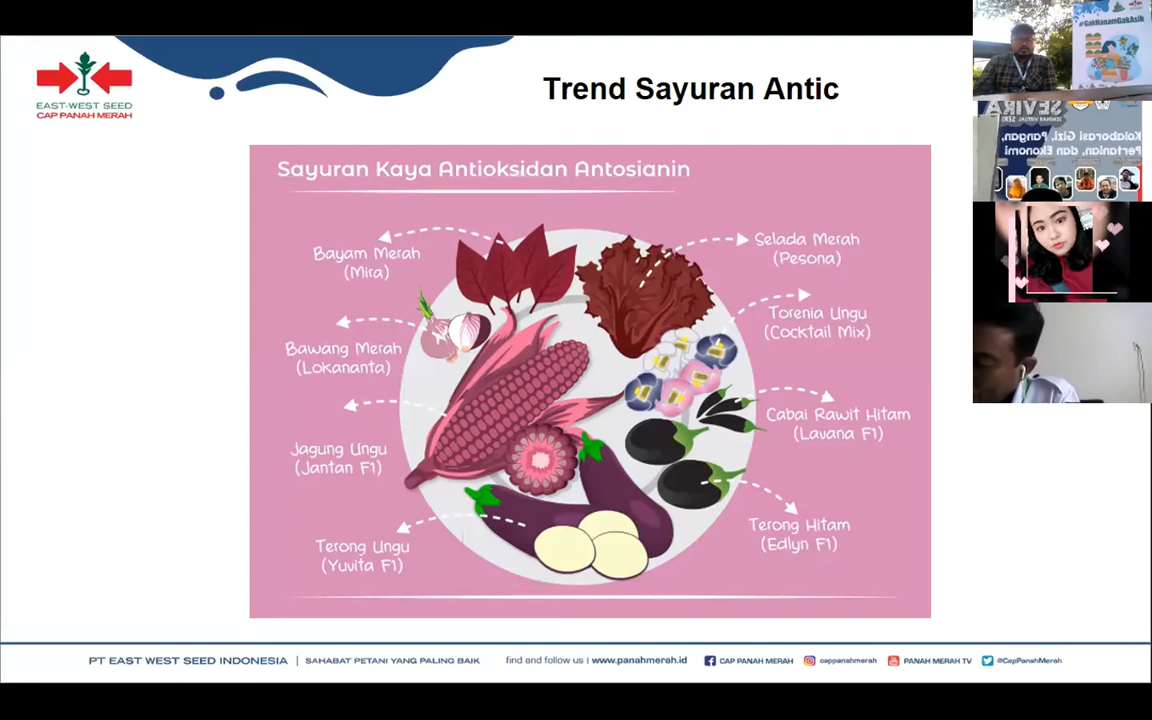 EAST-WEST SEED
CAP PANAH MERAH
Trend Sayuran Antic
Sayuran Kaya Antioksidan Antosianin
Bayam Merah
(Mira)
Bawang Merah
(Lokananta)
Jagung Ungu
(Jantan F1)
Terong Ungu
(Yuvita F1)
Selada Merah
(Pesona)
Torenia Ungu
(Cocktail Mix)
Cabai Rawit Hitam
(Lavana F1)
Terong Hitam
(Edlyn F1)
PT EAST WEST SEED INDONESIA | SAHABAT PETANI YANG PALING BAIK find and follow us | www.panahmerah.id CAP PANAH MERAH cappanahmerah PANAH MERAH TV @CapPanahMerah
#GakNanamGakAsik
SEVIRA
SEMINAR VIRTUAL SERI
Kolaborasi Gizi, Pangan,
Pertanian, dan Ekonomi